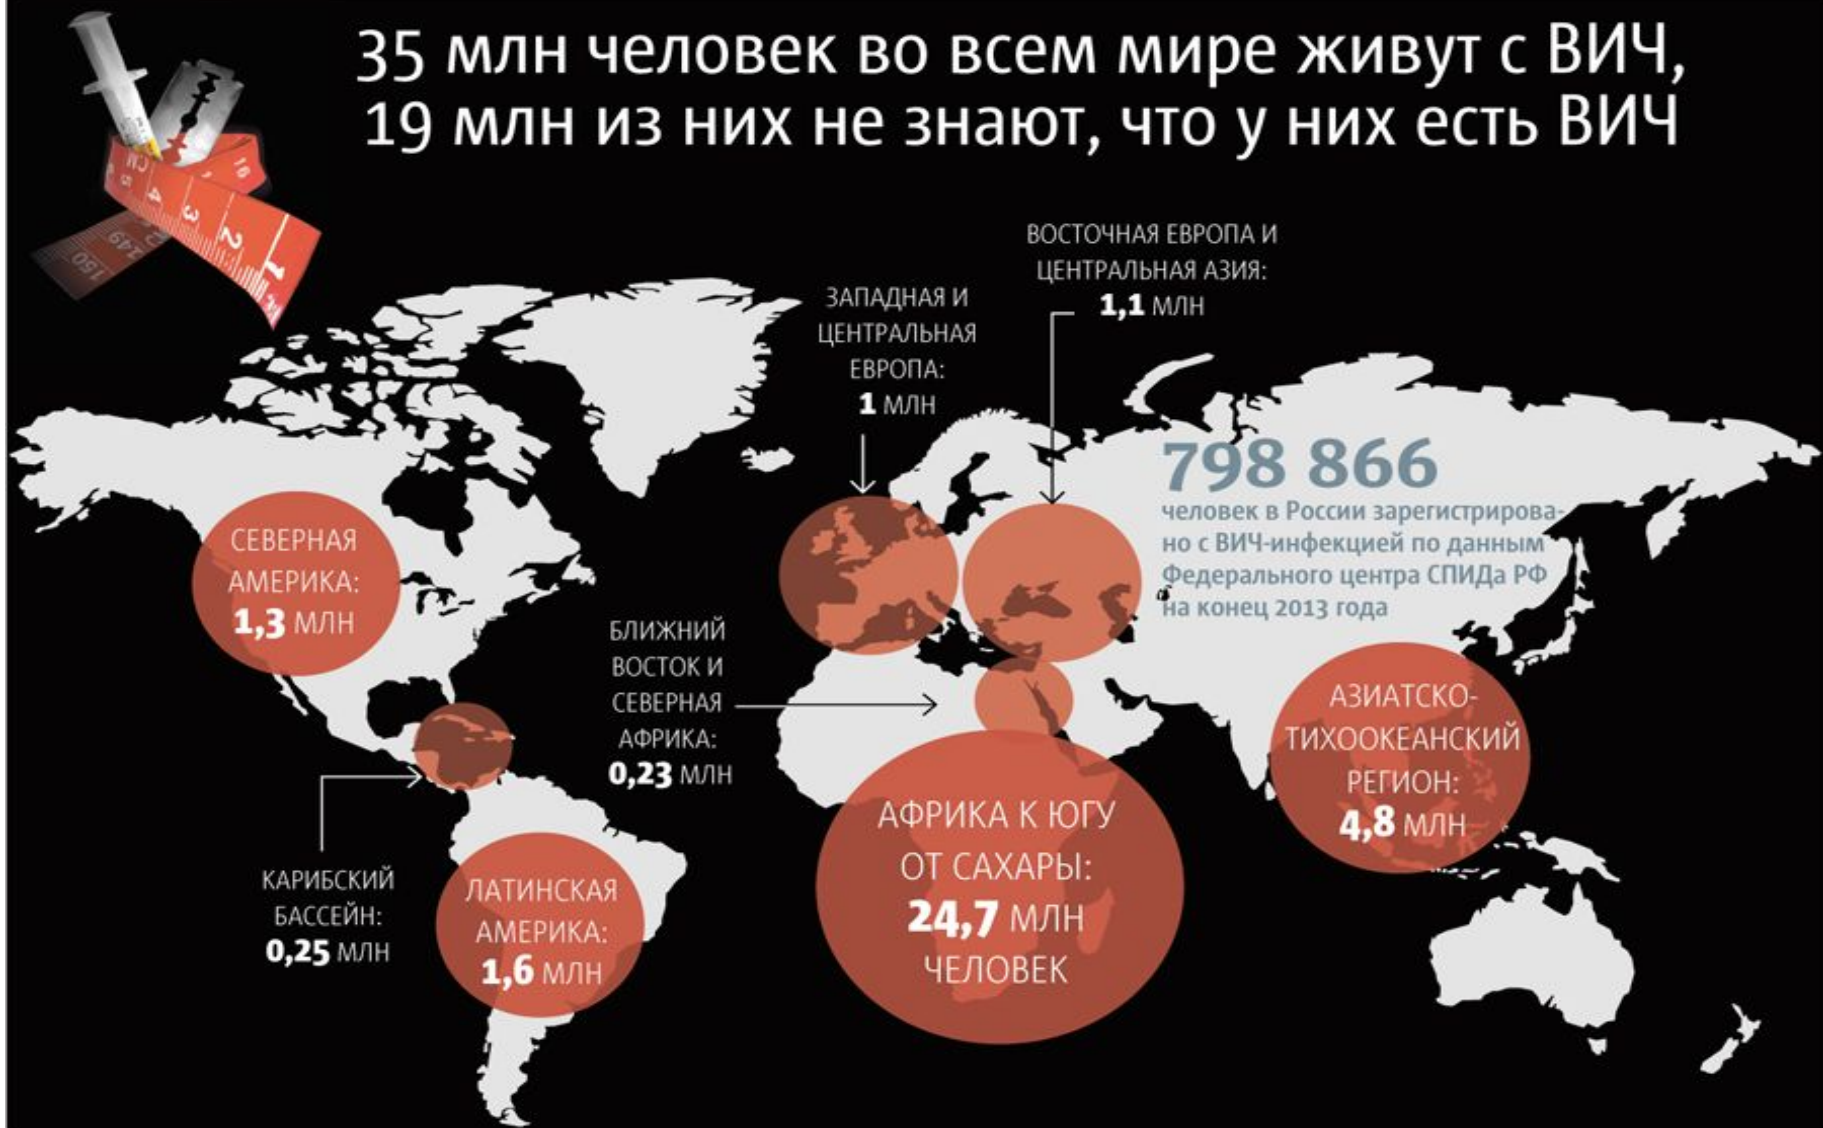 35 млн человек во всем мире живут с ВИЧ,
19 млн из них не знают, что у них есть ВИЧ
ВОСТОЧНАЯ ЕВРОПА И
ЦЕНТРАЛЬНАЯ АЗИЯ:
1,1 МЛН
ЗАПАДНАЯ И
ЦЕНТРАЛЬНАЯ
ЕВРОПА:
1 МЛН
798 866
человек в России зарегистрирова-
но с ВИЧ-инфекцией по данным
Федерального центра СПИДа РФ
на конец 2013 года
СЕВЕРНАЯ
АМЕРИКА:
1,3 МЛН
БЛИЖНИЙ
ВОСТОК И
СЕВЕРНАЯ
АФРИКА:
0,23 МЛН
АЗИАТСКО-
ТИХООКЕАНСКИЙ
РЕГИОН:
4,8 МЛН
АФРИКА К ЮГУ
ОТ САХАРЫ:
24,7 МЛН
ЧЕЛОВЕК
КАРИБСКИЙ
БАССЕЙН:
0,25 МЛН
ЛАТИНСКАЯ
АМЕРИКА:
1,6 МЛН